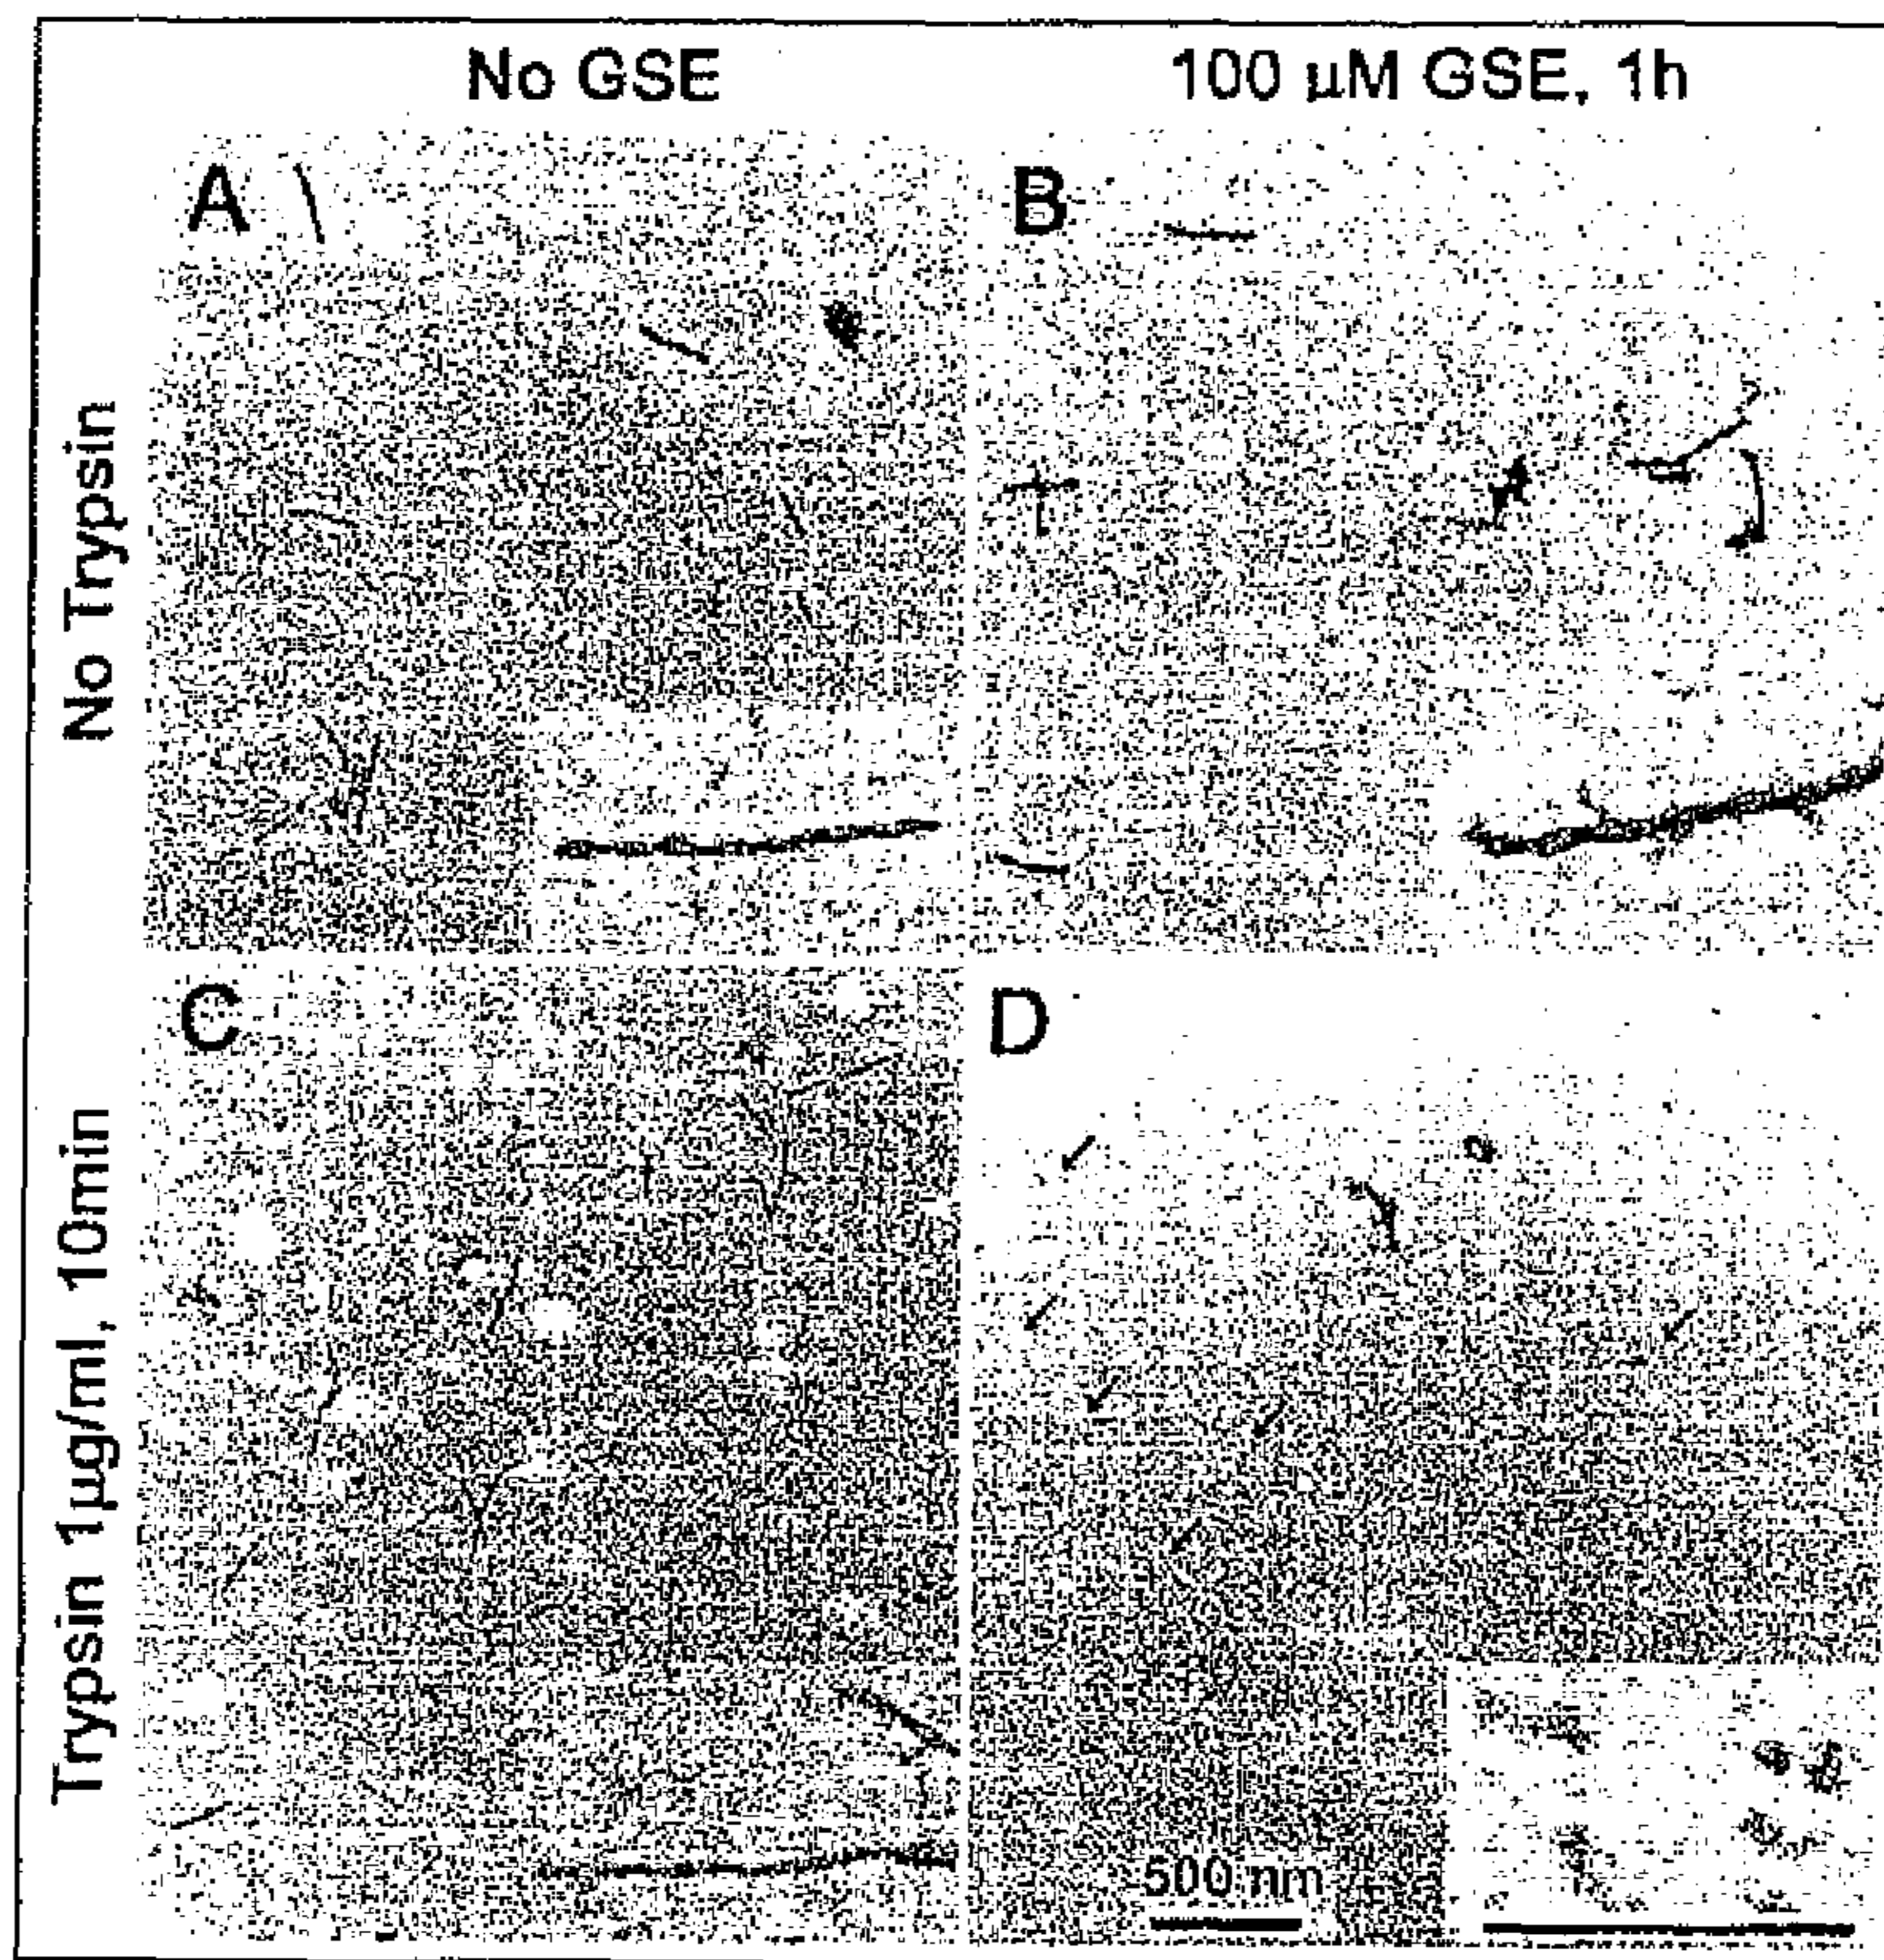 No GSE
100 µM GSE, 1h
No Trypsin
A
B
Trypsin 1µg/ml, 10min
C
D
500 nm